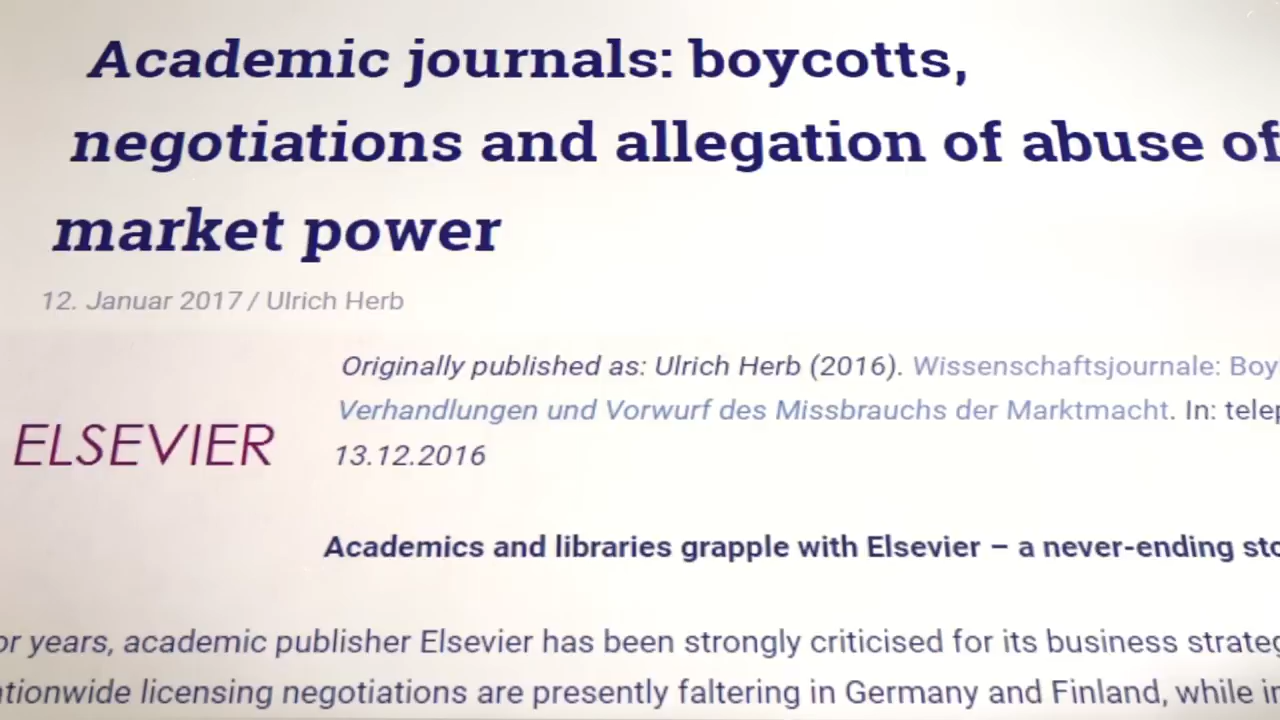 Academic journals: boycotts,
negotiations and allegation of abuse of
market power
12. Januar 2017 / Ulrich Herb
Originally published as: Ulrich Herb (2016). Wissenschaftsjournale:
Verhandlungen und Vorwurf des Missbrauchs der Marktmacht. In:
13.12.2016
ELSEVIER
Academics and libraries grapple with Elsevier – a never-ending
years, academic publisher Elsevier has been strongly criticised for its business
licensing negotiations are presently faltering in Germany and Finland, while